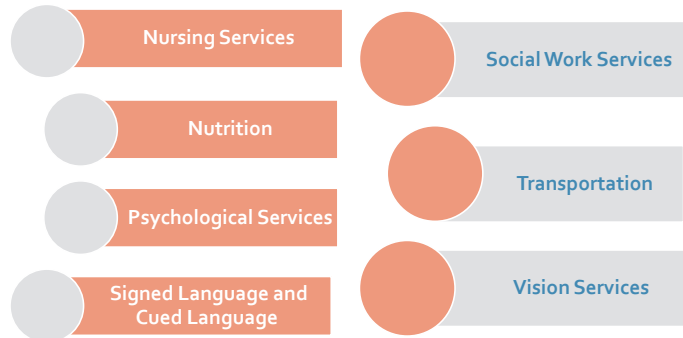 Nursing Services
Nutrition
Psychological Services
Signed Language and
Cued Language
Social Work Services
Transportation
Vision Services